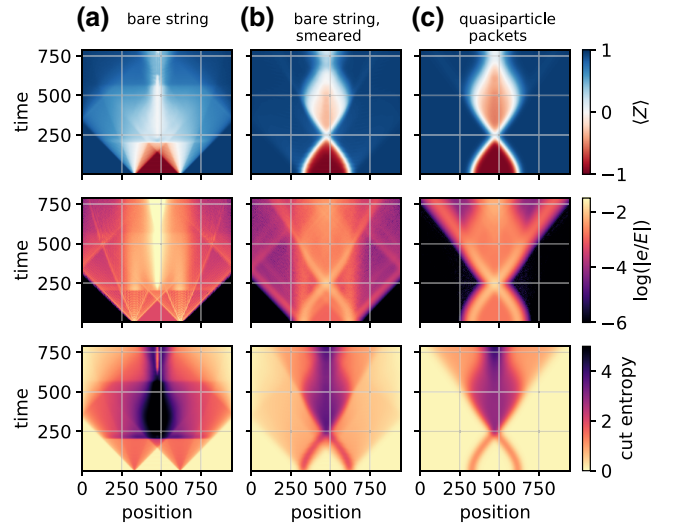 (a) bare string
(b) bare string,
smeared
(c) quasiparticle
packets
time
750
500
250
1
0
−1
⟨Z⟩
time
750
500
250
0
−2
−4
−6
log(|e/E|)
time
750
500
250
0
4
2
0
cut entropy
0 250 500 750
0 250 500 750
0 250 500 750
position
position
position